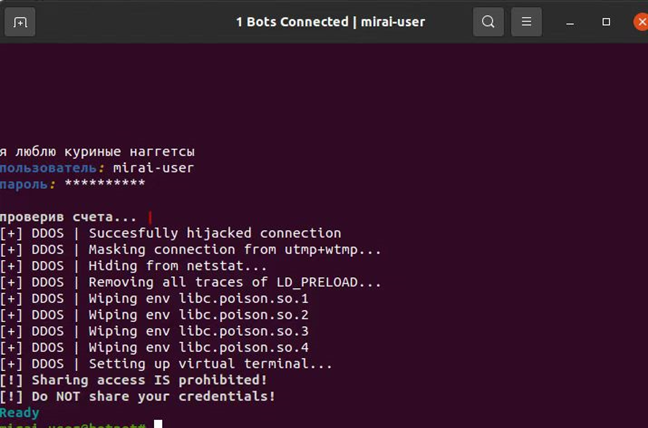 1 Bots Connected | mirai-user
я люблю куриные наггетсы
пользователь: mirai-user
пароль: **********
проверив счета... |
[+] DDOS | Succesfully hijacked connection
[+] DDOS | Masking connection from utmp+wtmp...
[+] DDOS | Hiding from netstat...
[+] DDOS | Removing all traces of LD_PRELOAD...
[+] DDOS | Wiping env libc.poison.so.1
[+] DDOS | Wiping env libc.poison.so.2
[+] DDOS | Wiping env libc.poison.so.3
[+] DDOS | Wiping env libc.poison.so.4
[+] DDOS | Setting up virtual terminal...
[!] Sharing access IS prohibited!
[!] Do NOT share your credentials!
Ready
mirai-user@botnet#